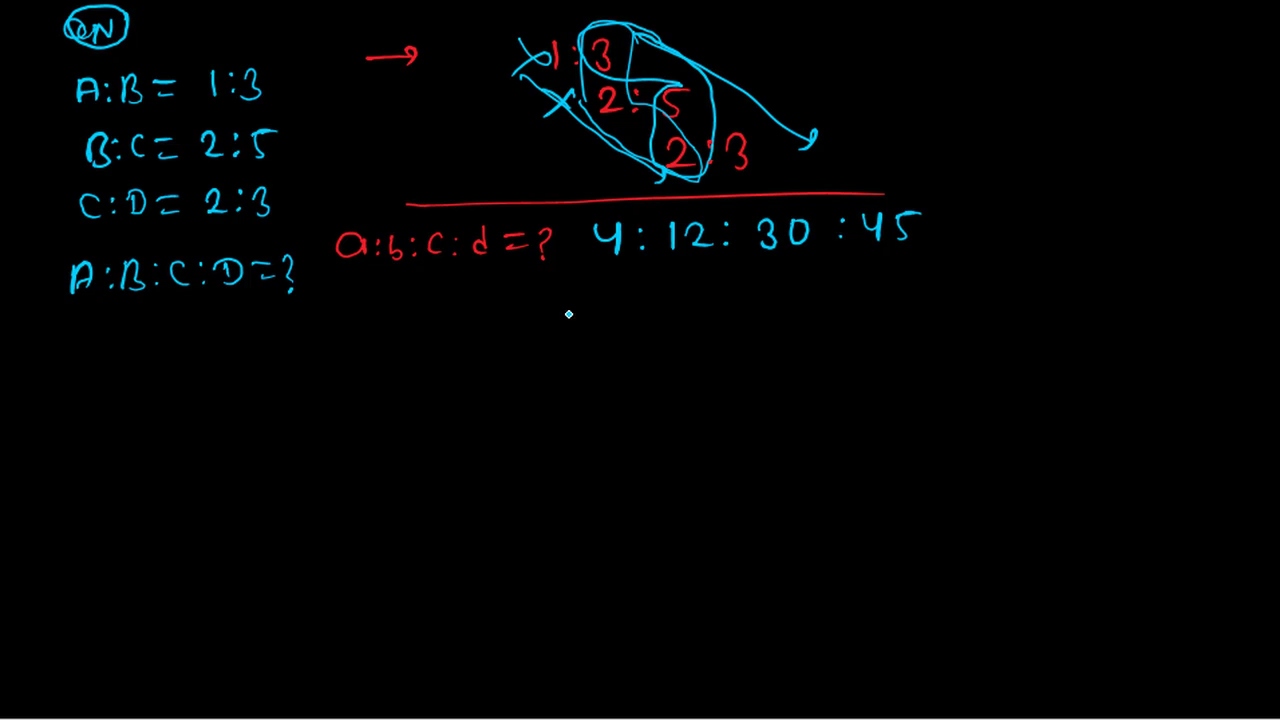 QN
A:B = 1:3
B:C = 2:5
C:D = 2:3
A:B:C:D = ?
→ 1:3
2:5
2:3
a:b:c:d = ? 4:12:30:45